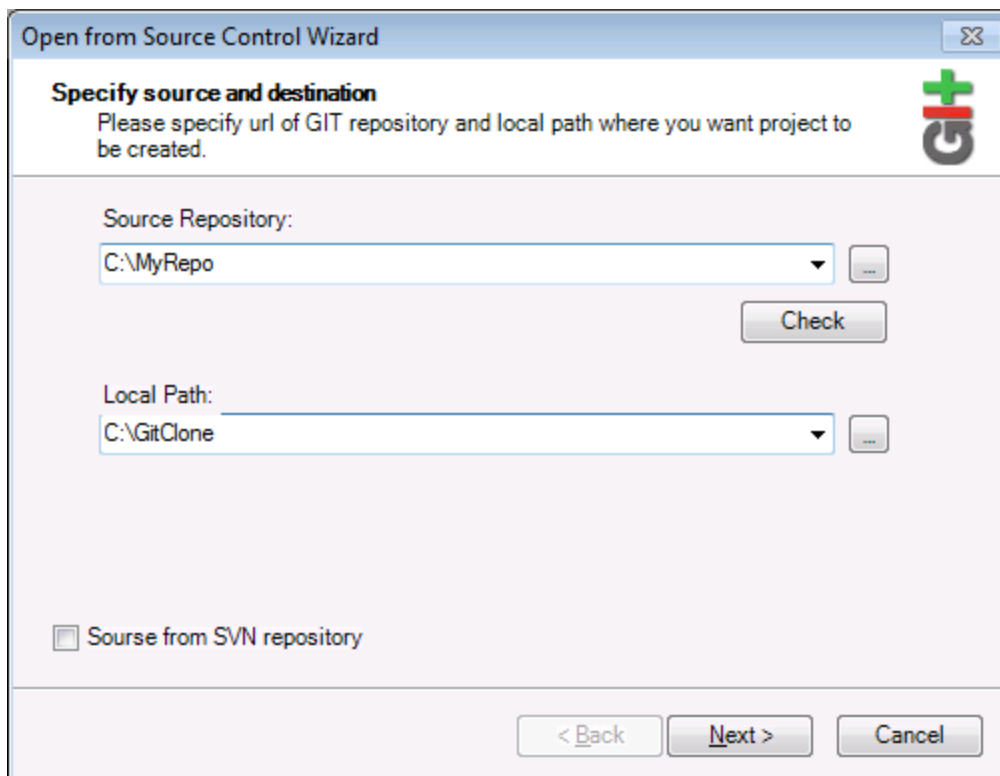 Open from Source Control Wizard
Specify source and destination
Please specify url of GIT repository and local path where you want project to
be created.
GIT
Source Repository:
C:\MyRepo
...
Check
Local Path:
C:\GitClone
...
Sourse from SVN repository
< Back
Next >
Cancel